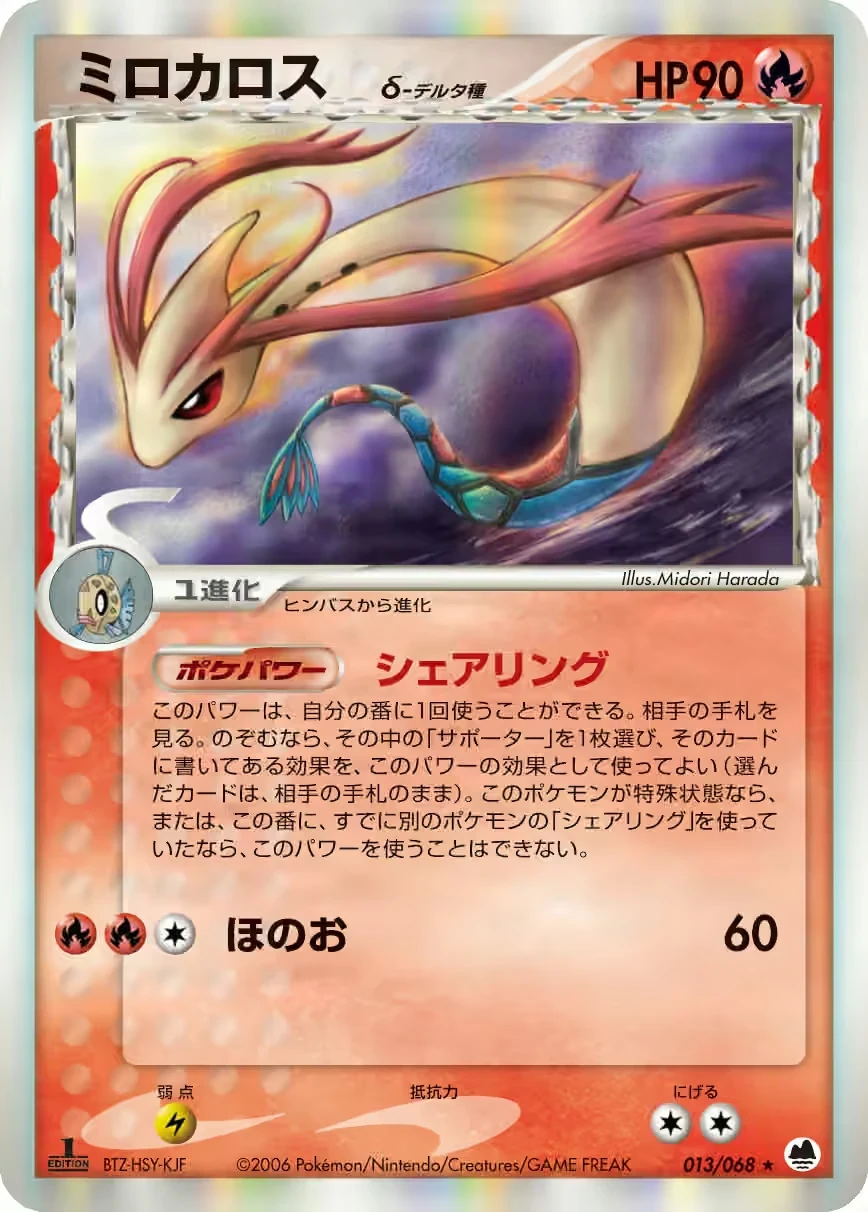 ミロカロス δ-デルタ種 HP90
Illus.Midori Harada
1進化
ヒンバスから進化
ポケパワー シェアリング
このパワーは、自分の番に1回使うことができる。相手の手札を
見る。のぞむなら、その中の「サポーター」を1枚選び、そのカード
に書いてある効果を、このパワーの効果として使ってよい（選ん
だカードは、相手の手札のまま）。このポケモンが特殊状態なら、
または、この番に、すでに別のポケモンの「シェアリング」を使って
いたなら、このパワーを使うことはできない。
ほのお 60
弱点 抵抗力 にげる
1 EDITION BTZ-HSY-KJF ©2006 Pokémon/Nintendo/Creatures/GAME FREAK 013/068 ★